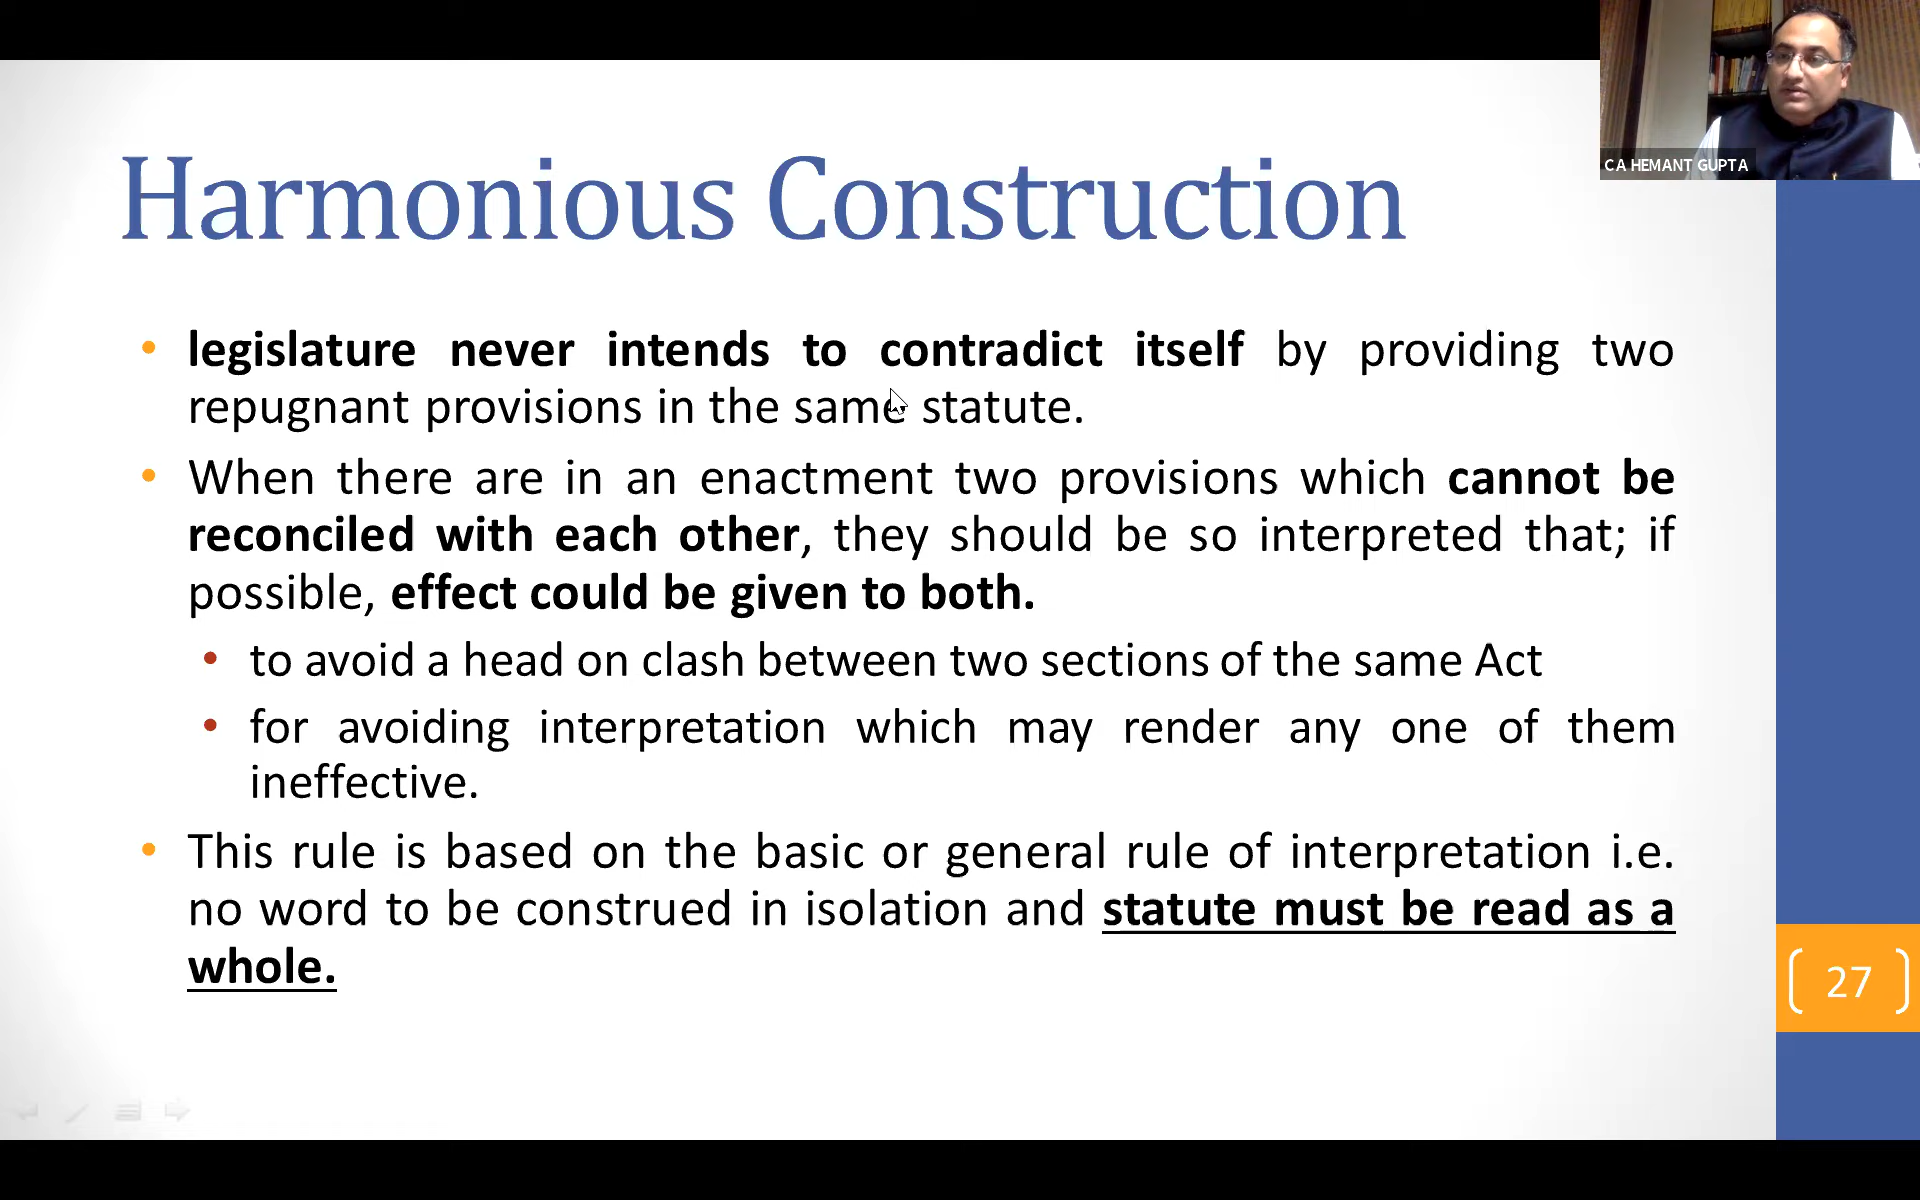 CA HEMANT GUPTA
Harmonious Construction
• legislature never intends to contradict itself by providing two
repugnant provisions in the same statute.
• When there are in an enactment two provisions which cannot be
reconciled with each other, they should be so interpreted that; if
possible, effect could be given to both.
• to avoid a head on clash between two sections of the same Act
• for avoiding interpretation which may render any one of them
ineffective.
• This rule is based on the basic or general rule of interpretation i.e.
no word to be construed in isolation and statute must be read as a
whole.
27